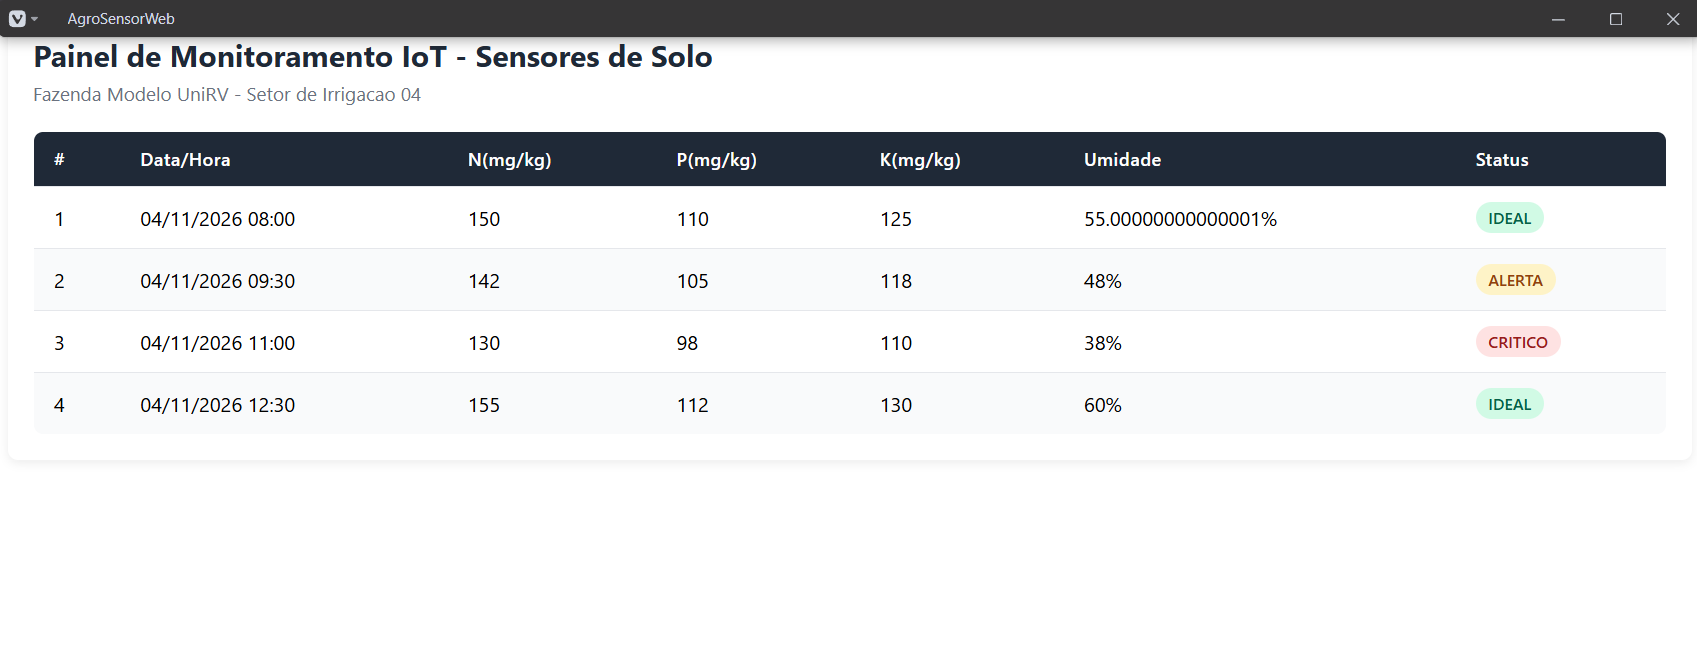 AgroSensorWeb
Painel de Monitoramento IoT - Sensores de Solo
Fazenda Modelo UniRV - Setor de Irrigacao 04
# Data/Hora N(mg/kg) P(mg/kg) K(mg/kg) Umidade Status
1 04/11/2026 08:00 150 110 125 55.00000000000001% IDEAL
2 04/11/2026 09:30 142 105 118 48% ALERTA
3 04/11/2026 11:00 130 98 110 38% CRITICO
4 04/11/2026 12:30 155 112 130 60% IDEAL